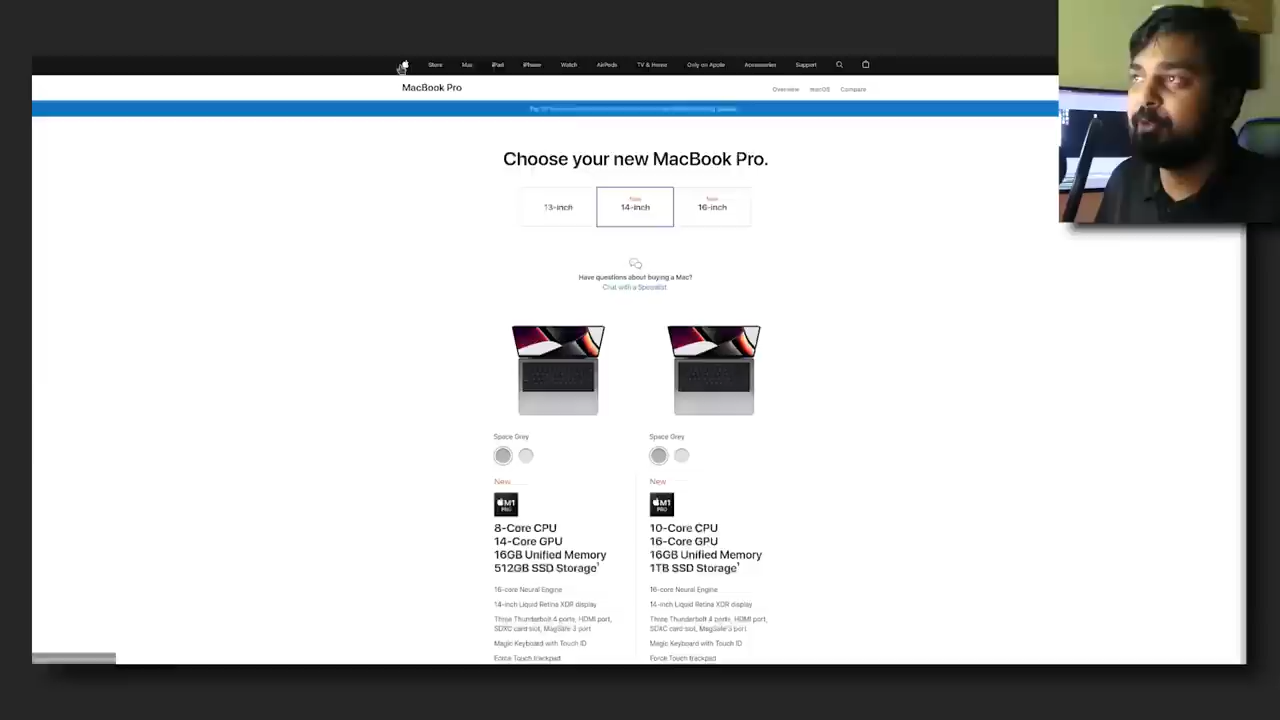 Store Mac iPad iPhone Watch AirPods TV & Home Only on Apple Accessories Support
MacBook Pro
Overview macOS Compare
Choose your new MacBook Pro.
13-inch
New
14-inch
New
16-inch
Have questions about buying a Mac?
Chat with a Specialist
Space Grey
New
M1
PRO
8-Core CPU
14-Core GPU
16GB Unified Memory
512GB SSD Storage¹
16-core Neural Engine
14-inch Liquid Retina XDR display
Three Thunderbolt 4 ports, HDMI port,
SDXC card slot, MagSafe 3 port
Magic Keyboard with Touch ID
Force Touch trackpad
Space Grey
New
M1
PRO
10-Core CPU
16-Core GPU
16GB Unified Memory
1TB SSD Storage¹
16-core Neural Engine
14-inch Liquid Retina XDR display
Three Thunderbolt 4 ports, HDMI port,
SDXC card slot, MagSafe 3 port
Magic Keyboard with Touch ID
Force Touch trackpad